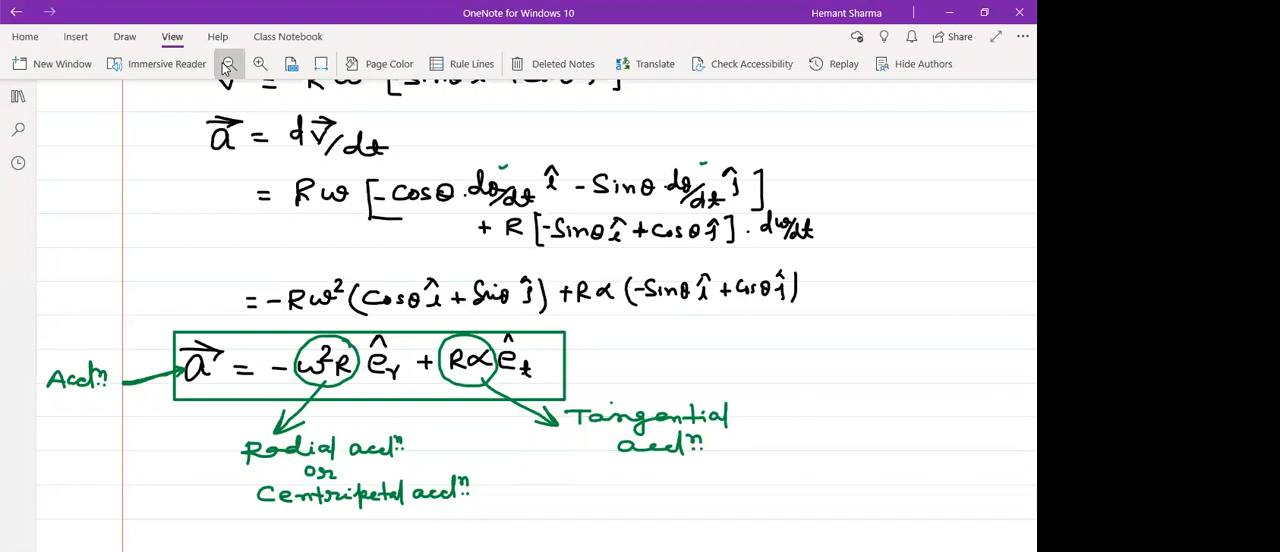 OneNote for Windows 10
Hemant Sharma
Home Insert Draw View Help Class Notebook
Share
New Window Immersive Reader Page Color Rule Lines Deleted Notes Translate Check Accessibility Replay Hide Authors
a⃗ = dv⃗/dt
= Rω [-cosθ . dθ/dt î - sinθ . dθ/dt ĵ]
+ R [-sinθ î + cosθ ĵ] . dω/dt
= -Rω² (cosθ î + sinθ ĵ) + Rα (-sinθ î + cosθ ĵ)
a⃗ = - ω²R ê_r + Rα ê_t
Accⁿ.
Tangential
accⁿ.
Radial accⁿ.
or
Centripetal accⁿ.